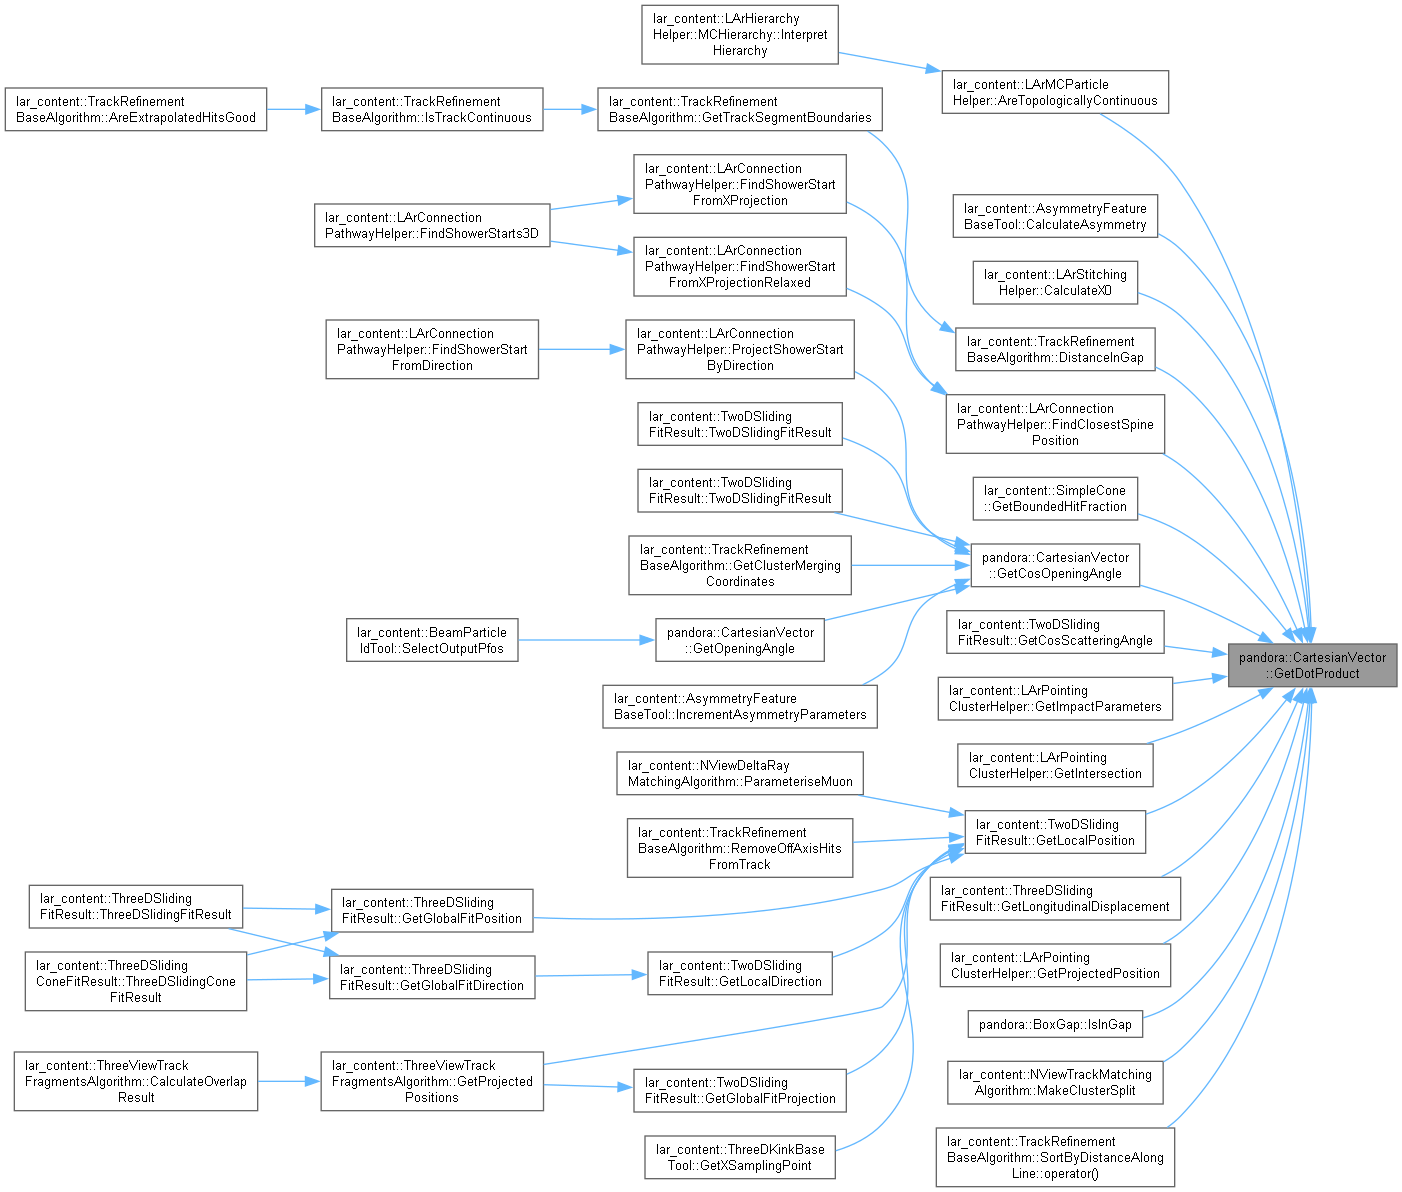 lar_content::LArHierarchy
Helper::MCHierarchy::Interpret
Hierarchy
lar_content::LArMCParticle
Helper::AreTopologicallyContinuous
lar_content::TrackRefinement
BaseAlgorithm::AreExtrapolatedHitsGood
lar_content::TrackRefinement
BaseAlgorithm::IsTrackContinuous
lar_content::TrackRefinement
BaseAlgorithm::GetTrackSegmentBoundaries
lar_content::LArConnection
PathwayHelper::FindShowerStart
FromXProjection
lar_content::AsymmetryFeature
BaseTool::CalculateAsymmetry
lar_content::LArConnection
PathwayHelper::FindShowerStarts3D
lar_content::LArConnection
PathwayHelper::FindShowerStart
FromXProjectionRelaxed
lar_content::LArStitching
Helper::CalculateX0
lar_content::LArConnection
PathwayHelper::FindShowerStart
FromDirection
lar_content::LArConnection
PathwayHelper::ProjectShowerStart
ByDirection
lar_content::TrackRefinement
BaseAlgorithm::DistanceInGap
lar_content::LArConnection
PathwayHelper::FindClosestSpine
Position
lar_content::TwoDSliding
FitResult::TwoDSlidingFitResult
lar_content::TwoDSliding
FitResult::TwoDSlidingFitResult
lar_content::SimpleCone
::GetBoundedHitFraction
lar_content::TrackRefinement
BaseAlgorithm::GetClusterMerging
Coordinates
pandora::CartesianVector
::GetCosOpeningAngle
lar_content::BeamParticle
IdTool::SelectOutputPfos
pandora::CartesianVector
::GetOpeningAngle
lar_content::TwoDSliding
FitResult::GetCosScatteringAngle
pandora::CartesianVector
::GetDotProduct
lar_content::AsymmetryFeature
BaseTool::IncrementAsymmetryParameters
lar_content::LArPointing
ClusterHelper::GetImpactParameters
lar_content::NViewDeltaRay
MatchingAlgorithm::ParameteriseMuon
lar_content::LArPointing
ClusterHelper::GetIntersection
lar_content::TrackRefinement
BaseAlgorithm::RemoveOffAxisHits
FromTrack
lar_content::TwoDSliding
FitResult::GetLocalPosition
lar_content::ThreeDSliding
FitResult::ThreeDSlidingFitResult
lar_content::ThreeDSliding
FitResult::GetGlobalFitPosition
lar_content::ThreeDSliding
FitResult::GetLongitudinalDisplacement
lar_content::ThreeDSliding
ConeFitResult::ThreeDSlidingCone
FitResult
lar_content::ThreeDSliding
FitResult::GetGlobalFitDirection
lar_content::TwoDSliding
FitResult::GetLocalDirection
lar_content::LArPointing
ClusterHelper::GetProjectedPosition
pandora::BoxGap::IsInGap
lar_content::ThreeViewTrack
FragmentsAlgorithm::CalculateOverlap
Result
lar_content::ThreeViewTrack
FragmentsAlgorithm::GetProjected
Positions
lar_content::TwoDSliding
FitResult::GetGlobalFitProjection
lar_content::NViewTrackMatching
Algorithm::MakeClusterSplit
lar_content::ThreeDKinkBase
Tool::GetXSamplingPoint
lar_content::TrackRefinement
BaseAlgorithm::SortByDistanceAlong
Line::operator()